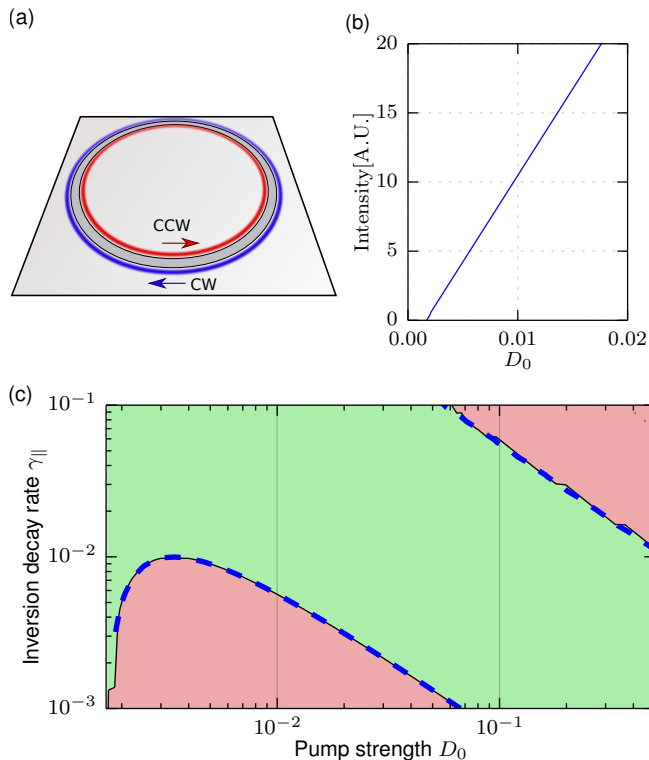 (a)
CCW
CW
(b)
Intensity[A.U.]
20
15
10
5
0
0.00 0.01 0.02
D₀
(c)
Inversion decay rate γ∥
10⁻¹
10⁻²
10⁻³
10⁻² 10⁻¹
Pump strength D₀